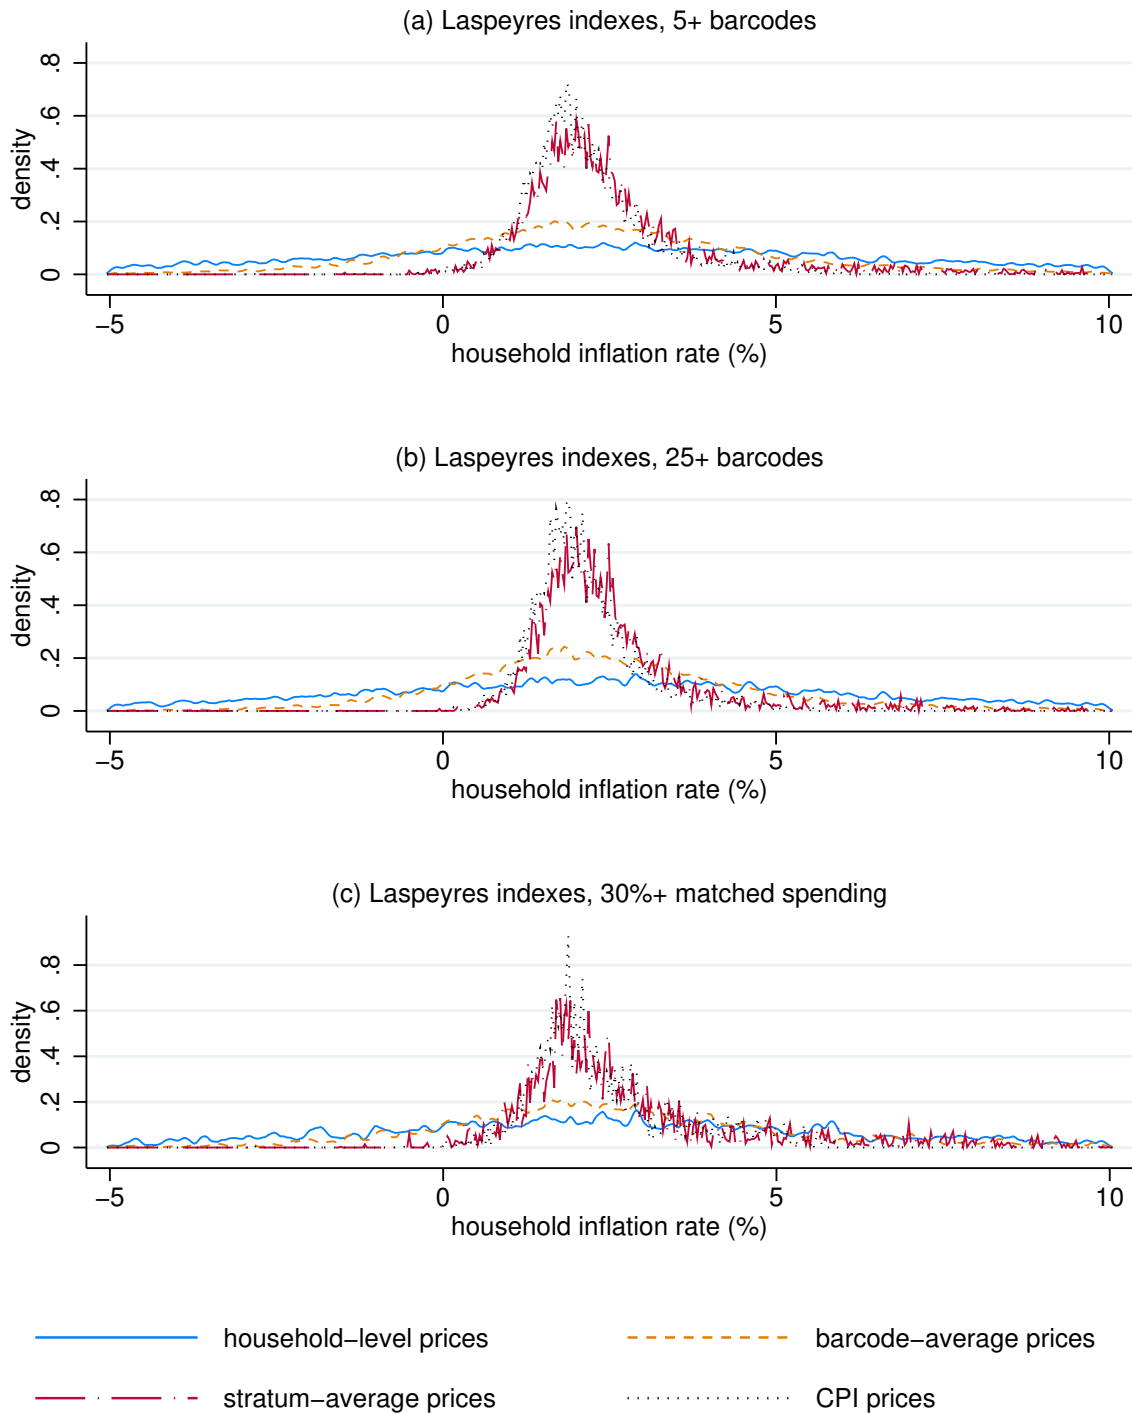 (a) Laspeyres indexes, 5+ barcodes
density
0 .2 .4 .6 .8
−5 0 5 10
household inflation rate (%)
(b) Laspeyres indexes, 25+ barcodes
density
0 .2 .4 .6 .8
−5 0 5 10
household inflation rate (%)
(c) Laspeyres indexes, 30%+ matched spending
density
0 .2 .4 .6 .8
−5 0 5 10
household inflation rate (%)
household−level prices barcode−average prices
stratum−average prices CPI prices